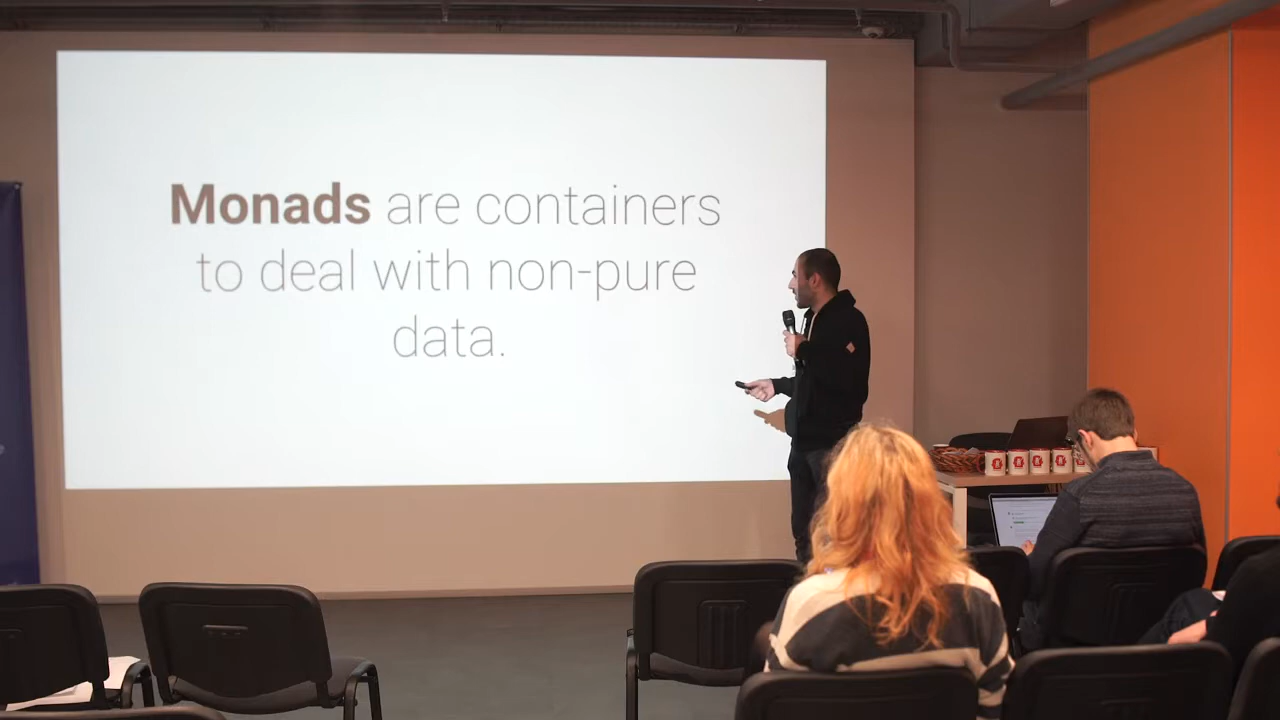 Monads are containers
to deal with non-pure
data.